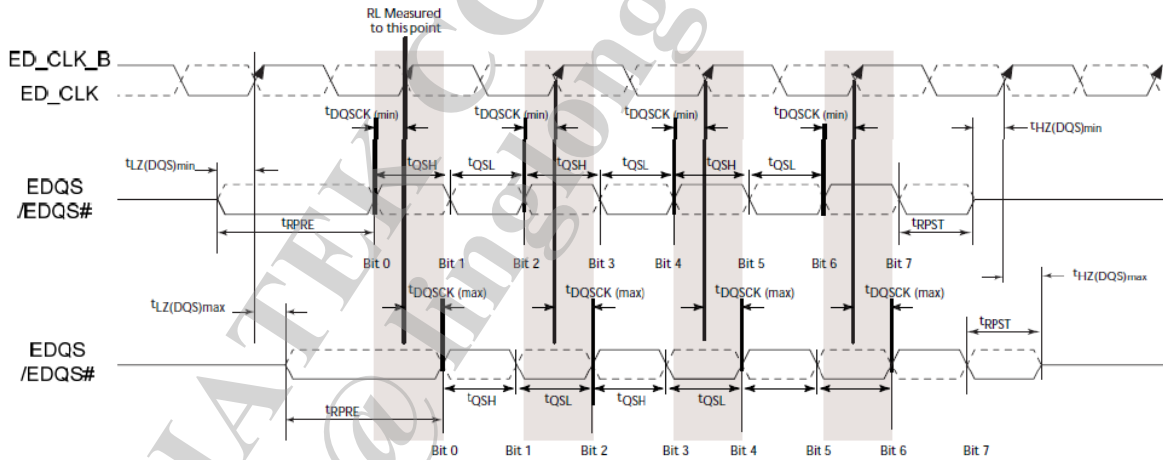 RL Measured
to this point
ED_CLK_B
ED_CLK
tDQSCK (min) tDQSCK (min) tDQSCK (min) tDQSCK (min)
tHZ(DQS)min
tLZ(DQS)min
tQSH tQSL tQSH tQSL tQSH tQSL
EDQS
/EDQS#
tRPRE tRPST
Bit 0 Bit 1 Bit 2 Bit 3 Bit 4 Bit 5 Bit 6 Bit 7
tHZ(DQS)max
tDQSCK (max) tDQSCK (max) tDQSCK (max) tDQSCK (max)
tLZ(DQS)max
tRPST
EDQS
/EDQS#
tQSH tQSL tQSH tQSL
tRPRE
Bit 0 Bit 1 Bit 2 Bit 3 Bit 4 Bit 5 Bit 6 Bit 7